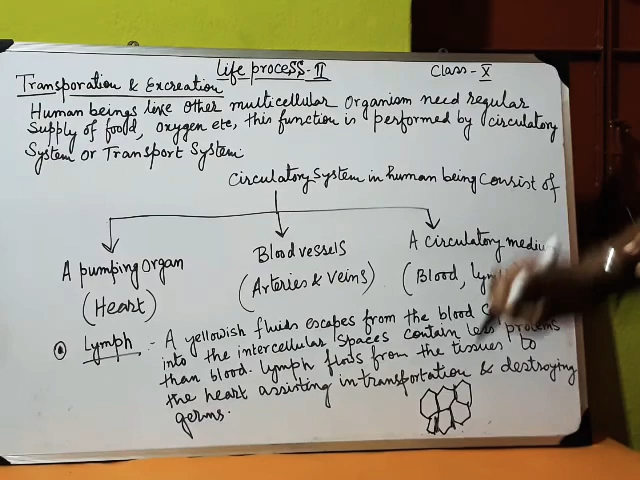 Life process-II
Class-X
Transporation & Excreation
Human beings like other multicellular Organism need regular
Supply of food, oxygen etc, this function is performed by circulatory
System or Transport System.
Circulatory System in human being Consist of
A pumping organ
(Heart)
Blood vessels
(Arteries & Veins)
A circulatory
(Blood,
Lymph :- A yellowish fluids escapes from the blood
into the intercellular spaces contain less proteins
than blood. Lymph from the tissues to
the heart assisting in transportation & destroying
germs.